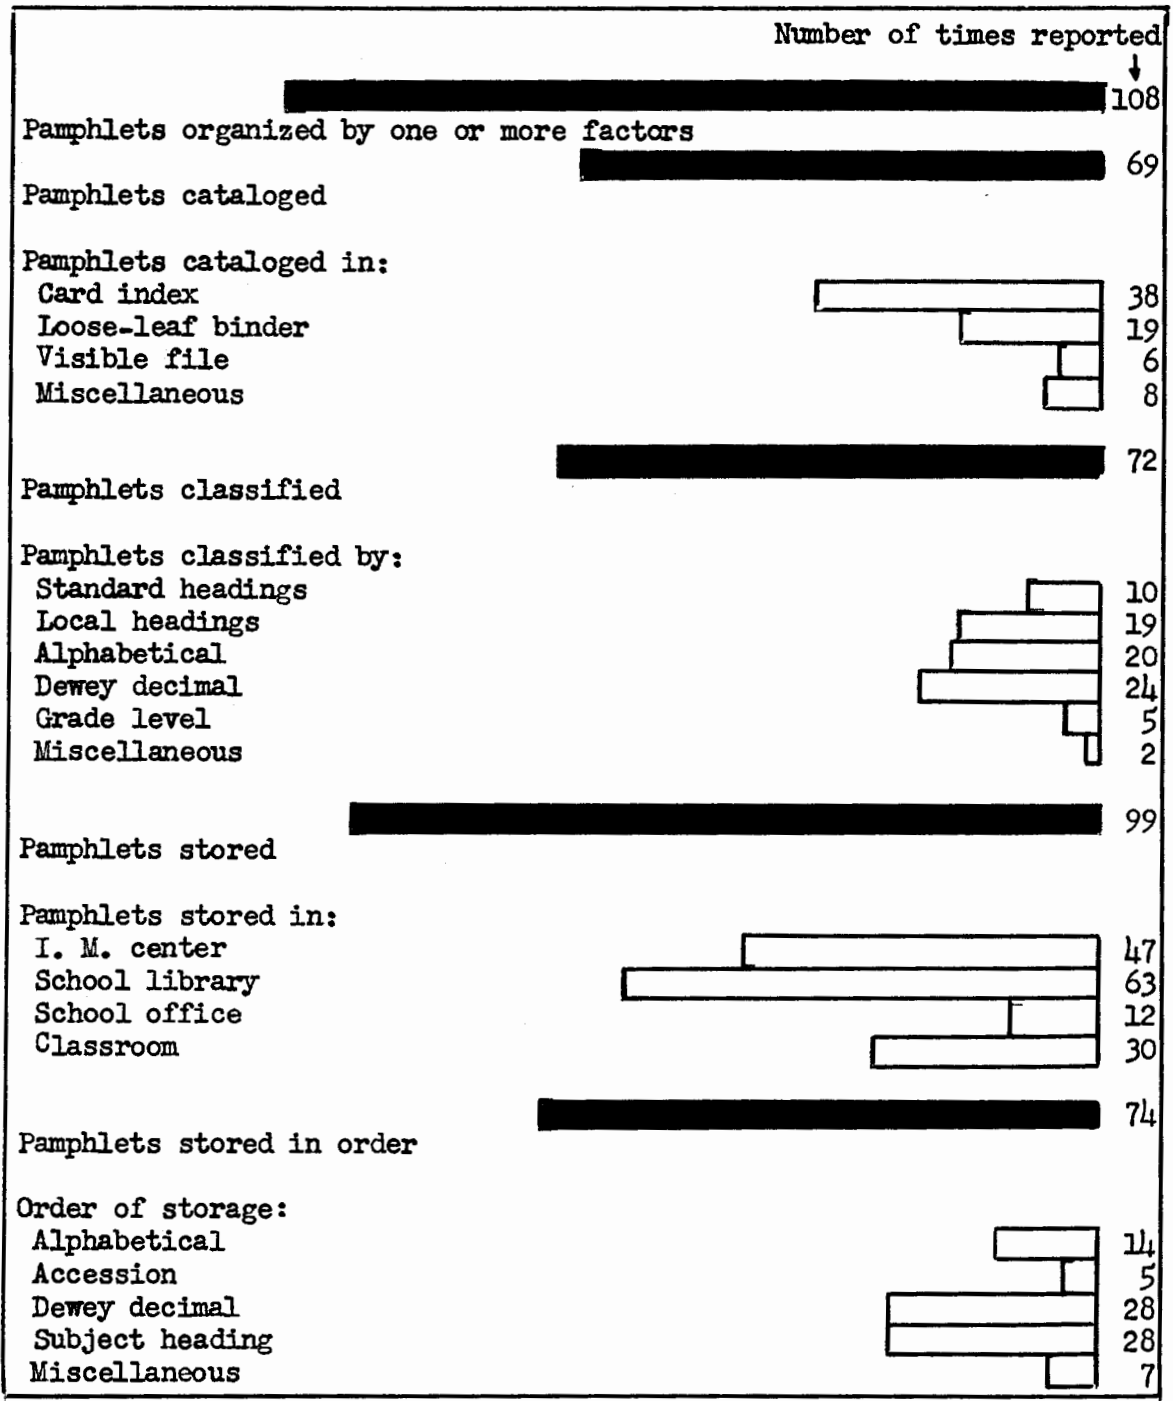 Number of times reported
108
Pamphlets organized by one or more factors
69
Pamphlets cataloged
Pamphlets cataloged in:
Card index 38
Loose-leaf binder 19
Visible file 6
Miscellaneous 8
72
Pamphlets classified
Pamphlets classified by:
Standard headings 10
Local headings 19
Alphabetical 20
Dewey decimal 24
Grade level 5
Miscellaneous 2
99
Pamphlets stored
Pamphlets stored in:
I. M. center 47
School library 63
School office 12
Classroom 30
74
Pamphlets stored in order
Order of storage:
Alphabetical 14
Accession 5
Dewey decimal 28
Subject heading 28
Miscellaneous 7